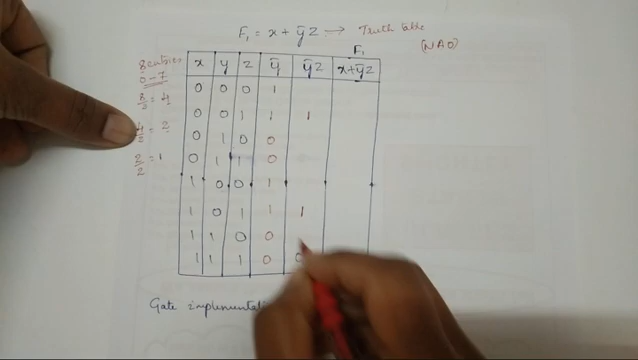 F₁ = x + ȳz → Truth table
(NAO)
F₁
8 entries
0-7
8/2 = 4
4/2 = 2
2/2 = 1
x y z ȳ ȳz x+ȳz
0 0 0 1
0 0 1 1 1
0 1 0 0
0 1 1 0
1 0 0 1
1 0 1 1 1
1 1 0 0
1 1 1 0 0
Gate